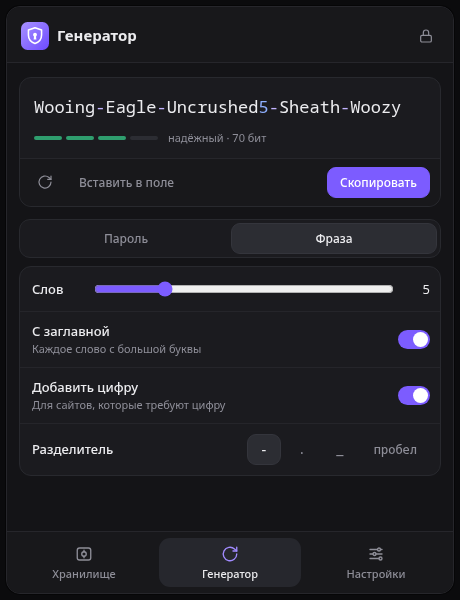 Генератор
Wooing-Eagle-Uncrushed5-Sheath-Woozy
надёжный · 70 бит
Вставить в поле
Скопировать
Пароль
Фраза
Слов
5
С заглавной
Каждое слово с большой буквы
Добавить цифру
Для сайтов, которые требуют цифру
Разделитель
-
.
_
пробел
Хранилище
Генератор
Настройки